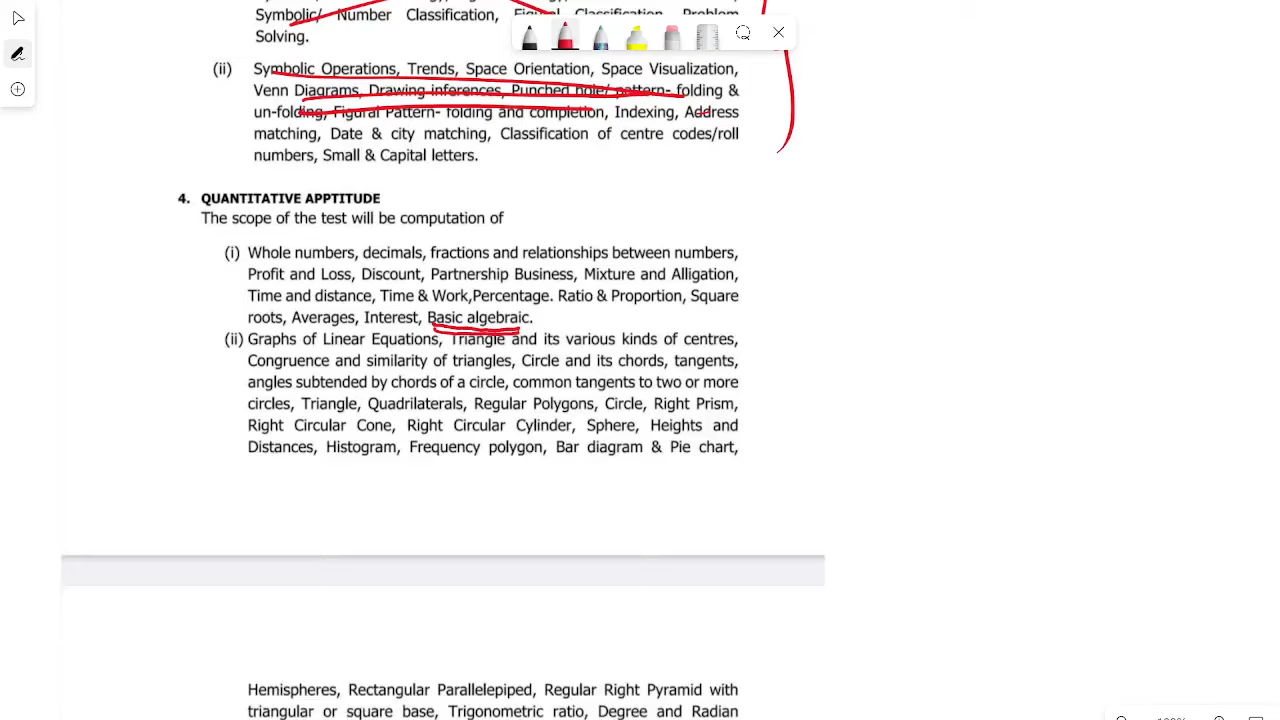 Symbolic/ Number Classification, Figural Classification, Problem
Solving.
(ii) Symbolic Operations, Trends, Space Orientation, Space Visualization,
Venn Diagrams, Drawing inferences, Punched hole/ pattern- folding &
un-folding, Figural Pattern- folding and completion, Indexing, Address
matching, Date & city matching, Classification of centre codes/roll
numbers, Small & Capital letters.
4. QUANTITATIVE APPTITUDE
The scope of the test will be computation of
(i) Whole numbers, decimals, fractions and relationships between numbers,
Profit and Loss, Discount, Partnership Business, Mixture and Alligation,
Time and distance, Time & Work,Percentage. Ratio & Proportion, Square
roots, Averages, Interest, Basic algebraic.
(ii) Graphs of Linear Equations, Triangle and its various kinds of centres,
Congruence and similarity of triangles, Circle and its chords, tangents,
angles subtended by chords of a circle, common tangents to two or more
circles, Triangle, Quadrilaterals, Regular Polygons, Circle, Right Prism,
Right Circular Cone, Right Circular Cylinder, Sphere, Heights and
Distances, Histogram, Frequency polygon, Bar diagram & Pie chart,
Hemispheres, Rectangular Parallelepiped, Regular Right Pyramid with
triangular or square base, Trigonometric ratio, Degree and Radian